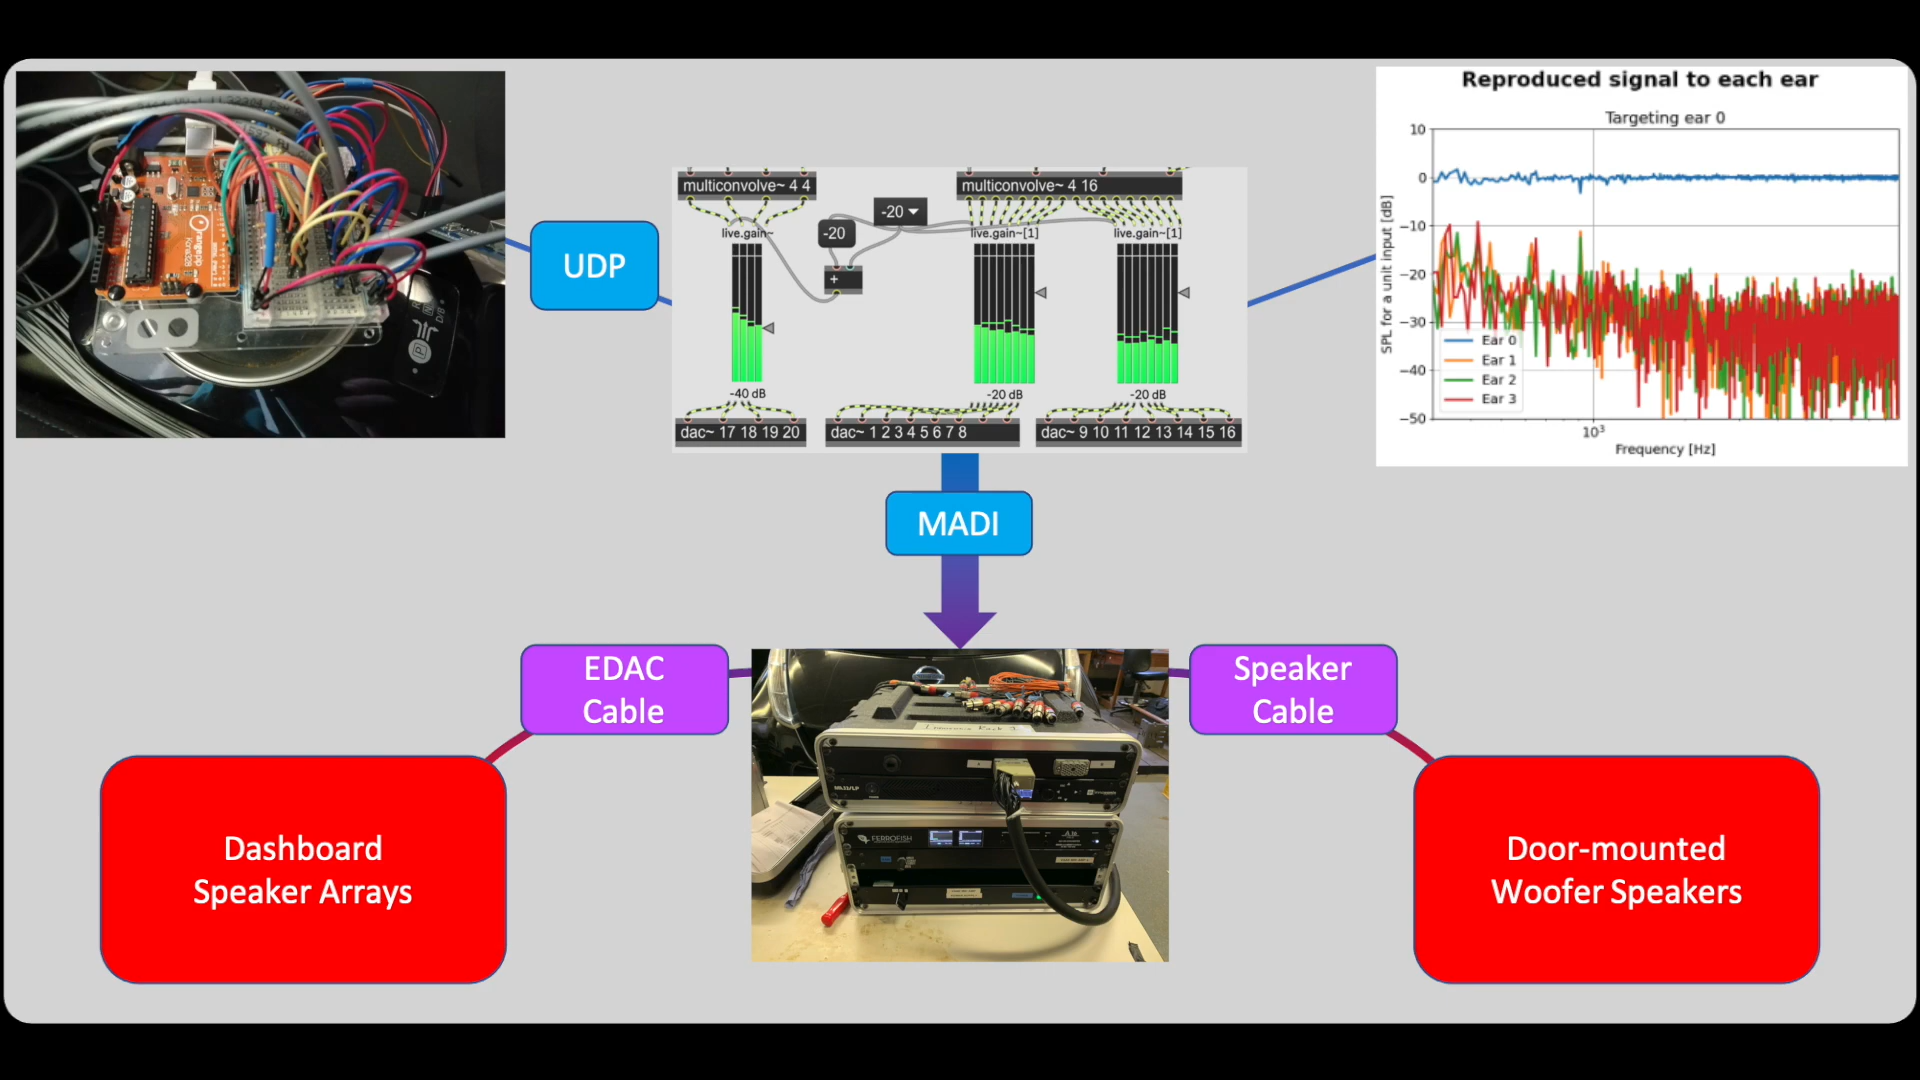 Reproduced signal to each ear
Targeting ear 0
10
0
−10
−20
−30
−40
−50
SPL for a unit input [dB]
Ear 0
Ear 1
Ear 2
Ear 3
10³
Frequency [Hz]
UDP
multiconvolve~ 4 4
multiconvolve~ 4 16
-20
-20
+
live.gain~
live.gain~[1]
live.gain~[1]
-40 dB
-20 dB
-20 dB
dac~ 17 18 19 20
dac~ 1 2 3 4 5 6 7 8
dac~ 9 10 11 12 13 14 15 16
MADI
EDAC
Cable
Speaker
Cable
FERROFISH
Dashboard
Speaker Arrays
Door-mounted
Woofer Speakers